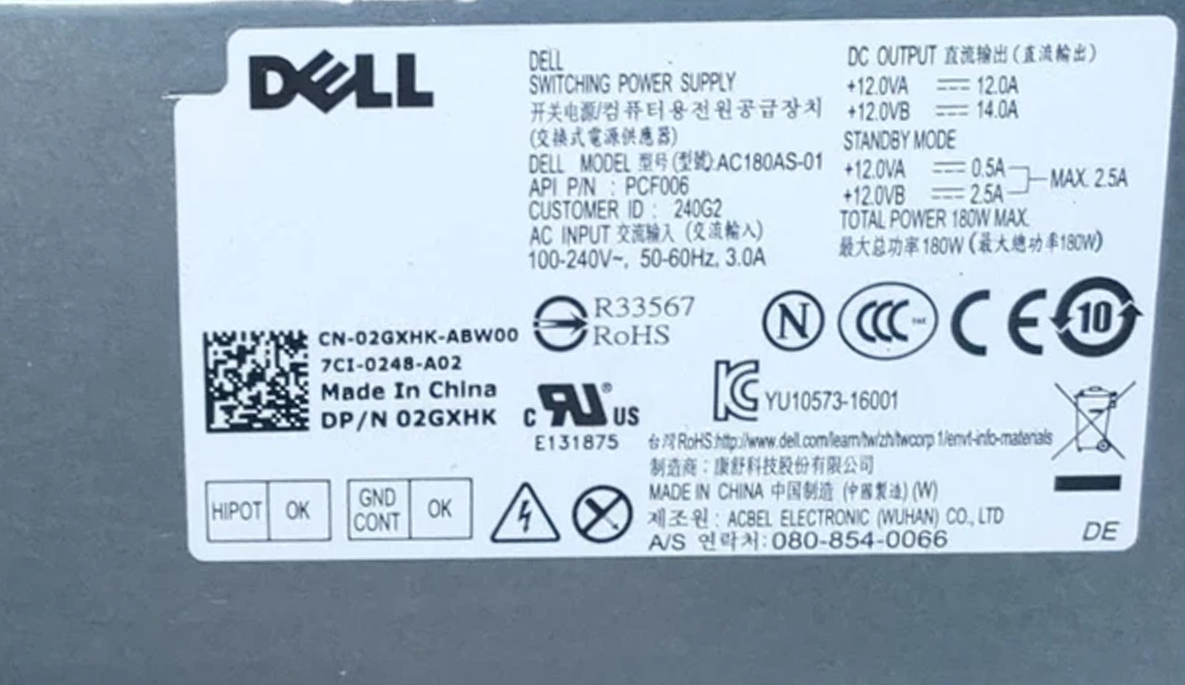 DELL
DELL
SWITCHING POWER SUPPLY
开关电源/컴퓨터용전원공급장치
(交換式電源供應器)
DELL MODEL 型号(型號):AC180AS-01
API P/N : PCF006
CUSTOMER ID : 240G2
AC INPUT 交流输入 (交流輸入)
100-240V~, 50-60Hz, 3.0A
DC OUTPUT 直流输出(直流輸出)
+12.0VA 12.0A
+12.0VB 14.0A
STANDBY MODE
+12.0VA 0.5A
+12.0VB 2.5A
MAX. 2.5A
TOTAL POWER 180W MAX.
最大总功率180W(最大總功率180W)
CN-02GXHK-ABW00
7CI-0248-A02
Made In China
DP/N 02GXHK
R33567
RoHS
N
CCC
CE
10
C RU® US
E131875
KC
YU10573-16001
台灣RoHS:http://www.dell.com/learn/tw/zh/twcorp1/envt-info-materials
制造商:康舒科技股份有限公司
MADE IN CHINA 中国制造 (中國製造)(W)
제조원: ACBEL ELECTRONIC (WUHAN) CO., LTD
A/S 연락처:080-854-0066
HIPOT OK
GND CONT OK
DE